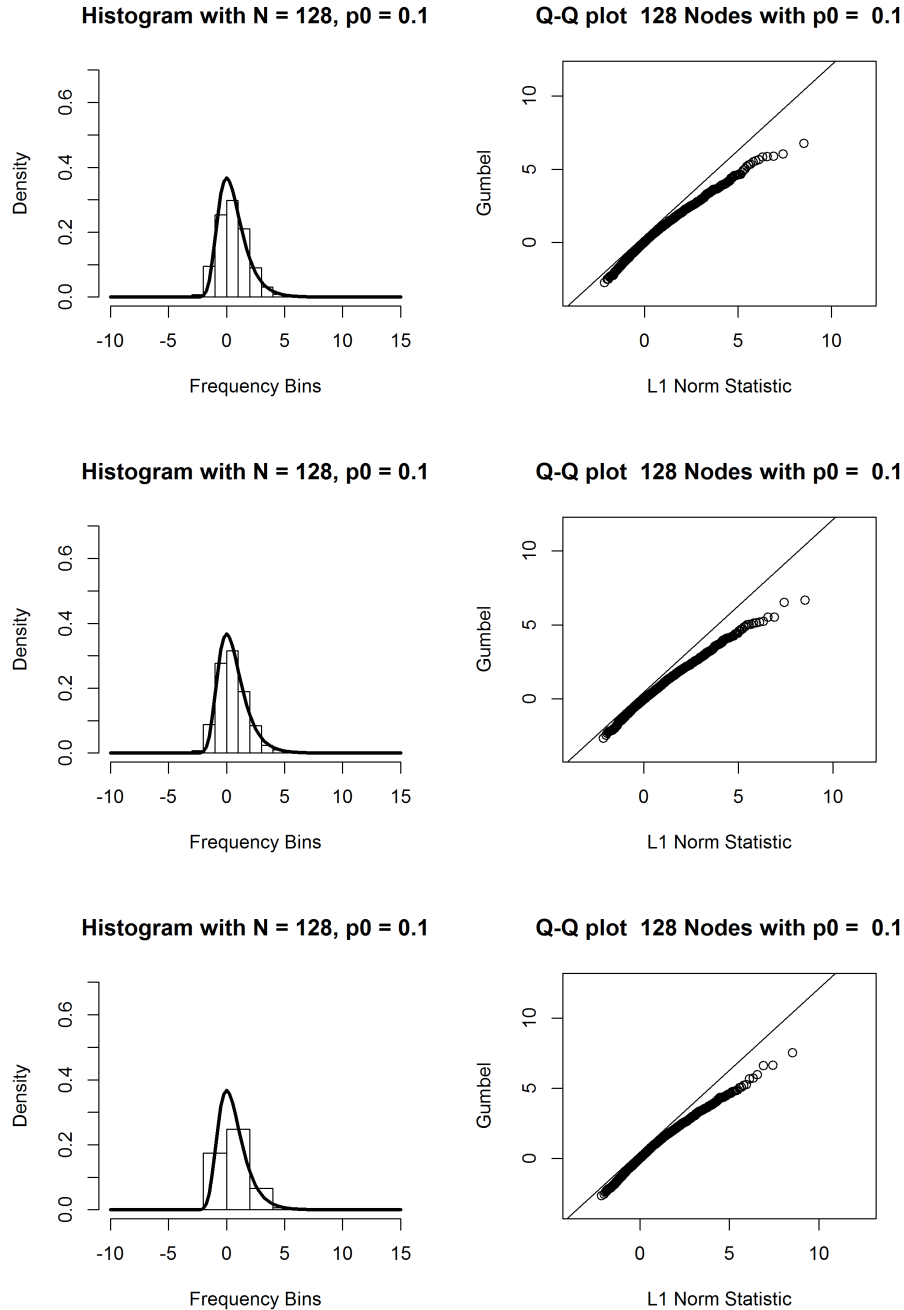 Histogram with N = 128, p0 = 0.1
Density
0.0 0.2 0.4 0.6
-10 -5 0 5 10 15
Frequency Bins
Q-Q plot  128 Nodes with p0 =  0.1
Gumbel
0 5 10
0 5 10
L1 Norm Statistic
Histogram with N = 128, p0 = 0.1
Density
0.0 0.2 0.4 0.6
-10 -5 0 5 10 15
Frequency Bins
Q-Q plot  128 Nodes with p0 =  0.1
Gumbel
0 5 10
0 5 10
L1 Norm Statistic
Histogram with N = 128, p0 = 0.1
Density
0.0 0.2 0.4 0.6
-10 -5 0 5 10 15
Frequency Bins
Q-Q plot  128 Nodes with p0 =  0.1
Gumbel
0 5 10
0 5 10
L1 Norm Statistic